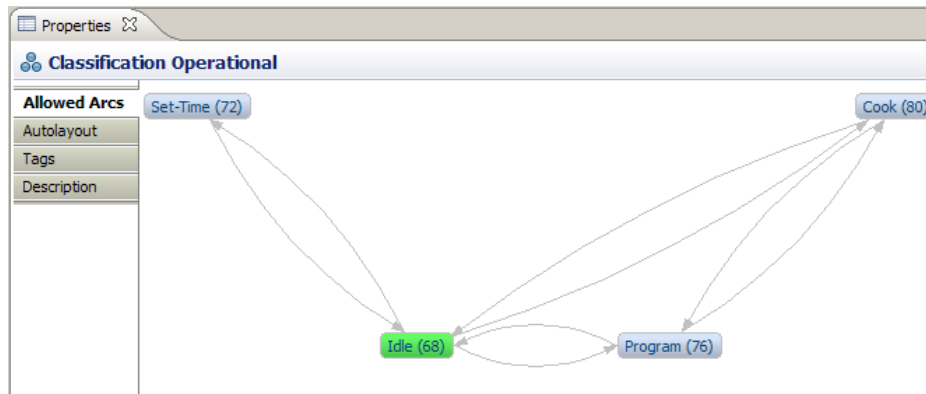 Properties
Classification Operational
Allowed Arcs
Autolayout
Tags
Description
Set-Time (72)
Cook (80)
Idle (68)
Program (76)